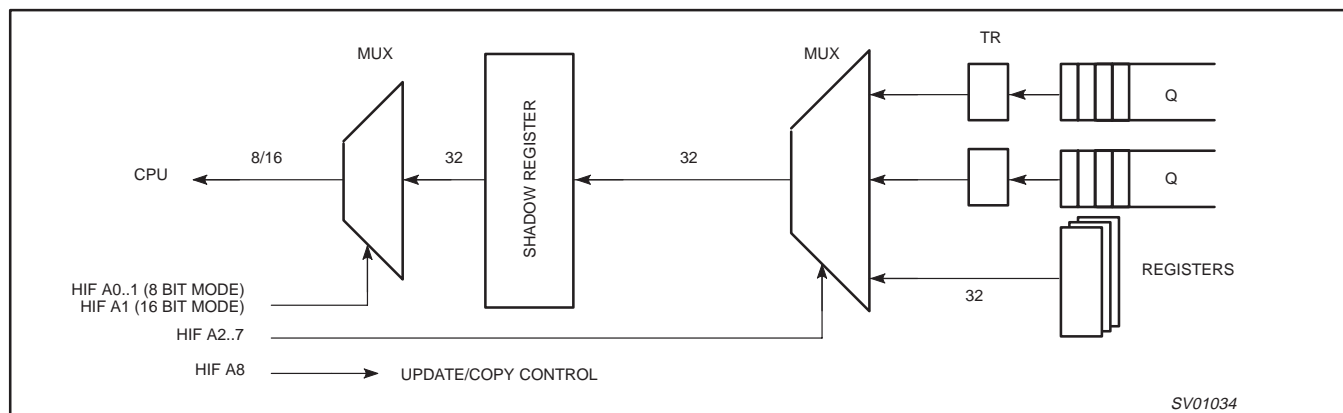 MUX
MUX
TR
Q
8/16
32
SHADOW REGISTER
32
CPU
Q
HIF A0..1 (8 BIT MODE)
HIF A1 (16 BIT MODE)
32
REGISTERS
HIF A2..7
HIF A8
UPDATE/COPY CONTROL
SV01034